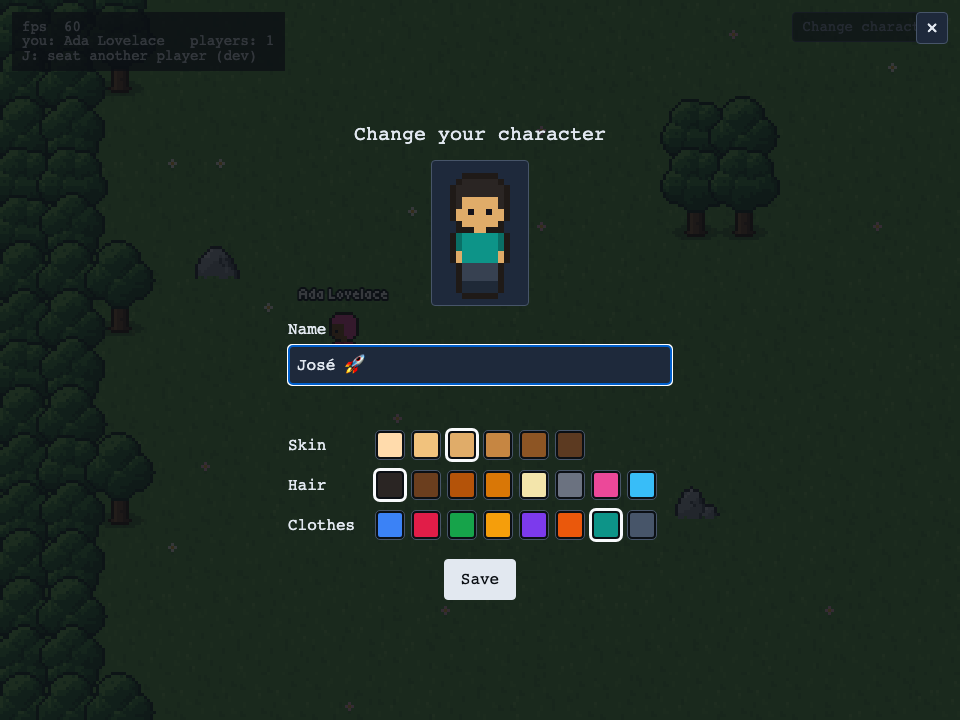 fps 60
you: Ada Lovelace players: 1
J: seat another player (dev)
Change charact
×
Change your character
Ada Lovelace
Name
José 🚀
Skin
Hair
Clothes
Save